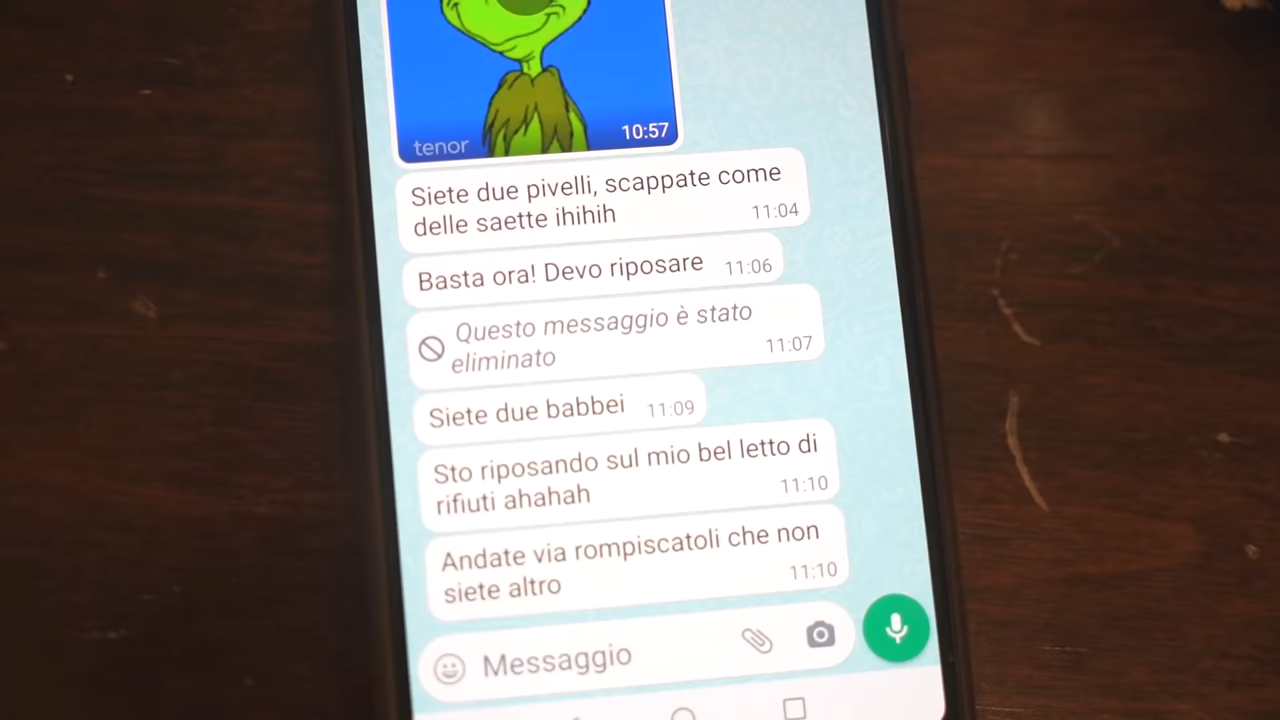 tenor
10:57
Siete due pivelli, scappate come
delle saette ihihih
11:04
Basta ora! Devo riposare
11:06
Questo messaggio è stato
eliminato
11:07
Siete due babbei
11:09
Sto riposando sul mio bel letto di
rifiuti ahahah
11:10
Andate via rompiscatoli che non
siete altro
11:10
Messaggio